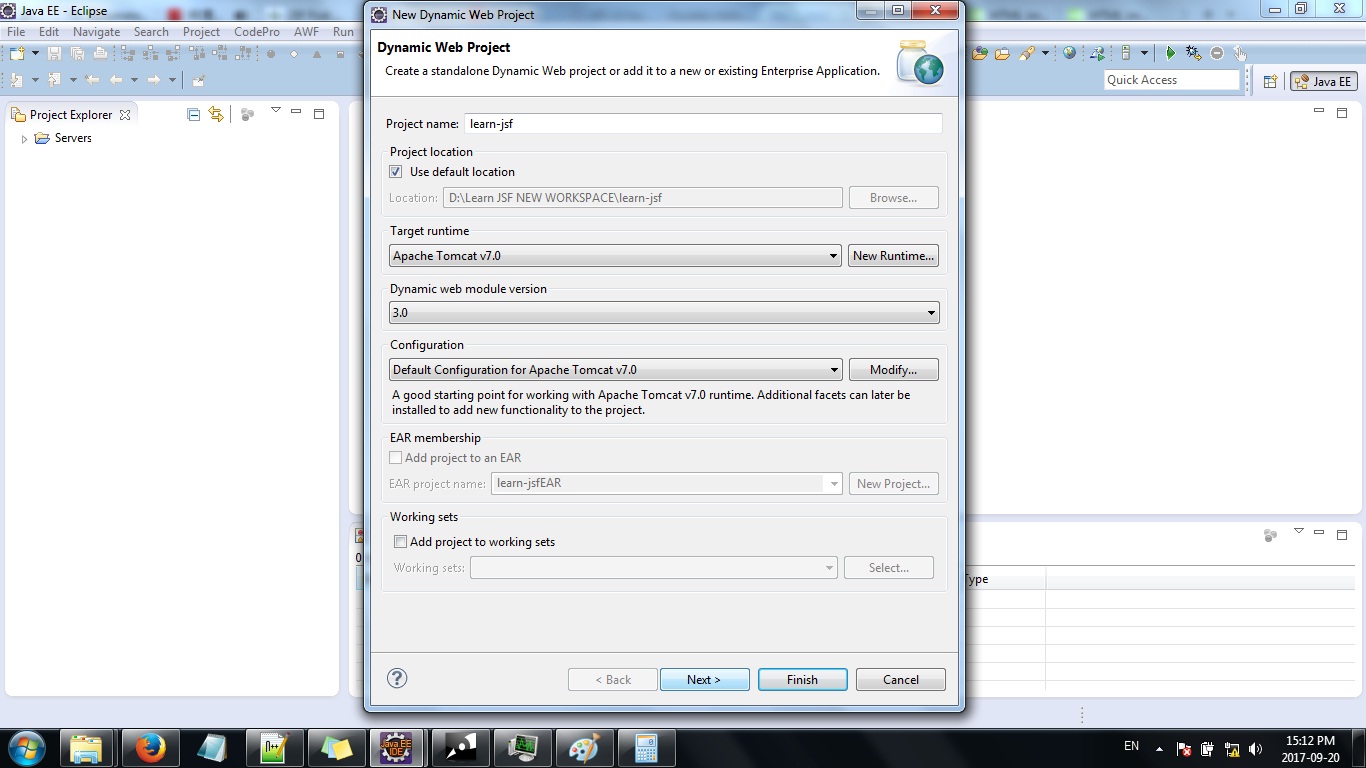 Java EE - Eclipse
New Dynamic Web Project
File Edit Navigate Search Project CodePro AWF Run
Dynamic Web Project
Create a standalone Dynamic Web project or add it to a new or existing Enterprise Application.
Quick Access
Java EE
Project Explorer
Servers
Project name: learn-jsf
Project location
Use default location
Location: D:\Learn JSF NEW WORKSPACE\learn-jsf Browse...
Target runtime
Apache Tomcat v7.0 New Runtime...
Dynamic web module version
3.0
Configuration
Default Configuration for Apache Tomcat v7.0 Modify...
A good starting point for working with Apache Tomcat v7.0 runtime. Additional facets can later be
installed to add new functionality to the project.
EAR membership
Add project to an EAR
EAR project name: learn-jsfEAR New Project...
Working sets
Add project to working sets
Working sets: Select...
Type
? < Back Next > Finish Cancel
Java EE
IDE
EN
15:12 PM
2017-09-20